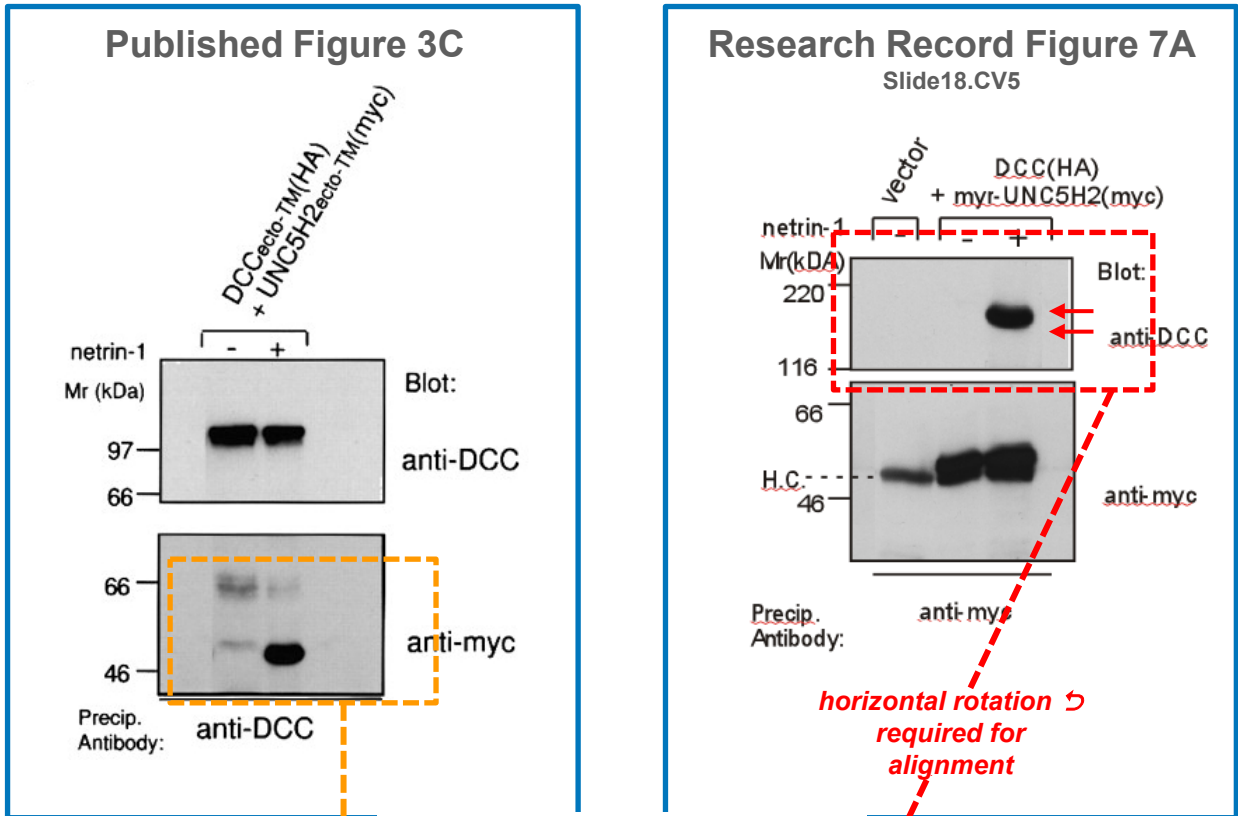 Published Figure 3C
DCCecto-TM(HA)
+ UNC5H2ecto-TM(myc)
netrin-1 - +
Mr (kDa)
Blot:
97
anti-DCC
66
66
anti-myc
46
Precip.
Antibody:
anti-DCC
Research Record Figure 7A
Slide18.CV5
vector
DCC(HA)
+ myr-UNC5H2(myc)
netrin-1 - - +
Mr(kDA)
Blot:
220
anti-DCC
116
66
H.C.
46
anti-myc
Precip.
Antibody:
anti-myc
horizontal rotation
required for
alignment